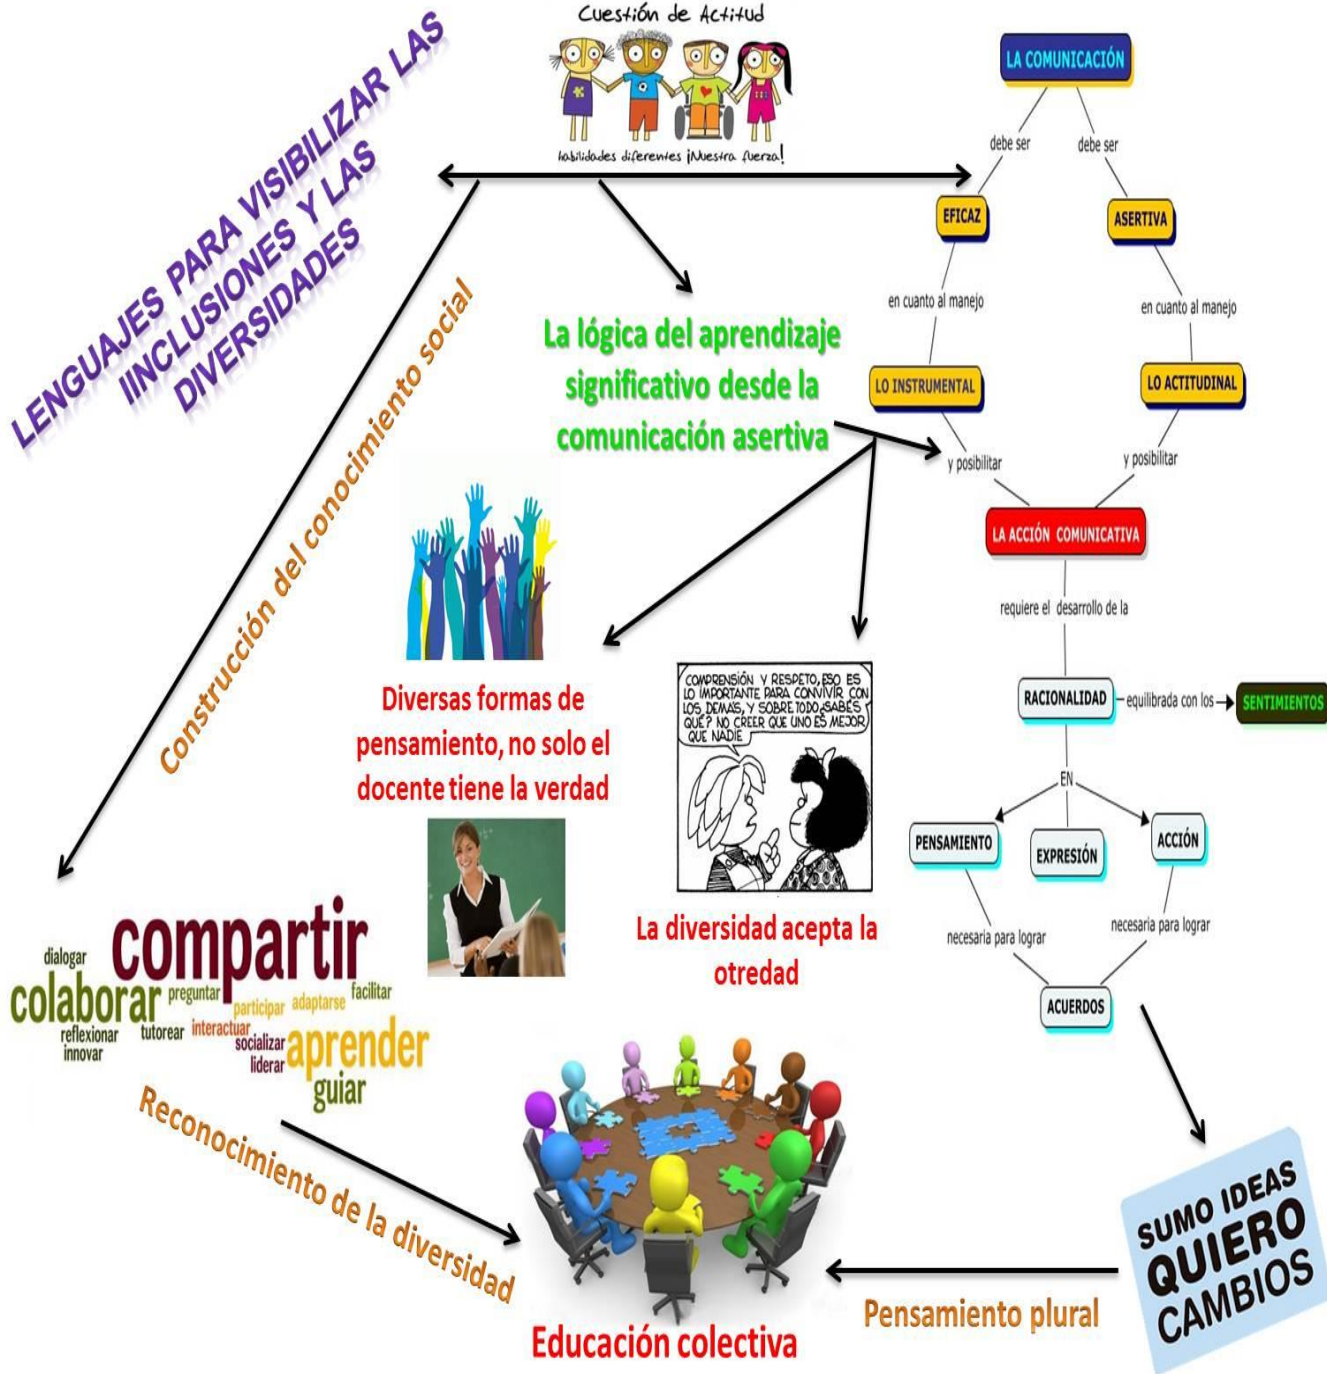 Cuestión de Actitud
habilidades diferentes ¡Nuestra fuerza!
LENGUAJES PARA VISIBILIZAR LAS
IINCLUSIONES Y LAS
DIVERSIDADES
LA COMUNICACIÓN
debe ser
debe ser
EFICAZ
ASERTIVA
en cuanto al manejo
en cuanto al manejo
LO INSTRUMENTAL
LO ACTITUDINAL
y posibilitar
y posibilitar
LA ACCIÓN COMUNICATIVA
requiere el desarrollo de la
RACIONALIDAD
equilibrada con los
SENTIMIENTOS
EN
PENSAMIENTO
EXPRESIÓN
ACCIÓN
necesaria para lograr
necesaria para lograr
ACUERDOS
La lógica del aprendizaje
significativo desde la
comunicación asertiva
Construcción del conocimiento social
Diversas formas de
pensamiento, no solo el
docente tiene la verdad
COMPRENSIÓN Y RESPETO, ESO ES
LO IMPORTANTE PARA CONVIVIR CON
LOS DEMAS, Y SOBRE TODO ¿SABES
QUÉ? NO CREER QUE UNO ES MEJOR
QUE NADIE
La diversidad acepta la
otredad
compartir
dialogar
colaborar
preguntar
participar
adaptarse
facilitar
reflexionar
tutorear
interactuar
innovar
socializar
liderar
aprender
guiar
Reconocimiento de la diversidad
Educación colectiva
Pensamiento plural
SUMO IDEAS
QUIERO
CAMBIOS